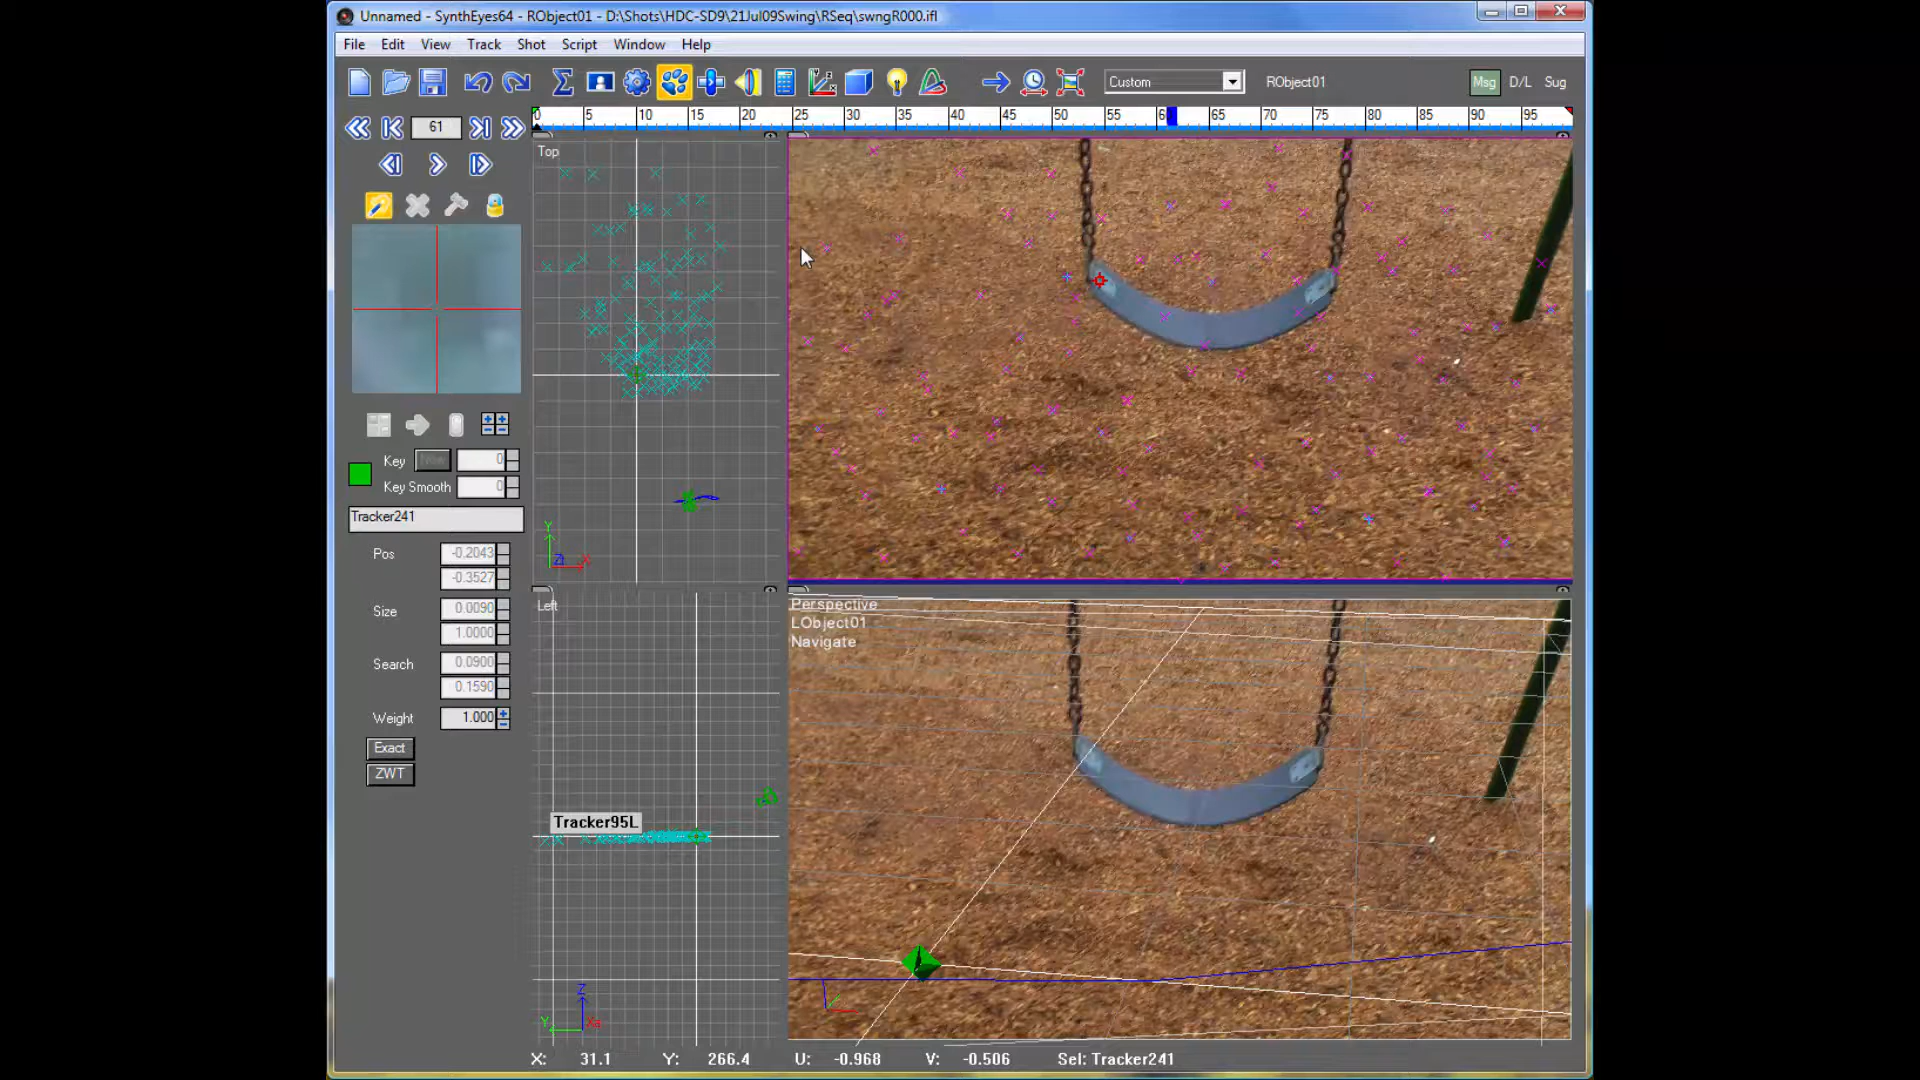 Unnamed - SynthEyes64 - RObject01 - D:\Shots\HDC-SD9\21Jul09Swing\RSeq\swngR000.ifl
File Edit View Track Shot Script Window Help
Custom RObject01 Msg D/L Sug
61
0 5 10 15 20 25 30 35 40 45 50 55 60 65 70 75 80 85 90 95
Top
Y
X
Key 0
Key Smooth 0
Tracker241
Pos -0.2043
-0.3527
Size 0.0090
1.0000
Search 0.0900
0.1590
Weight 1.000
Exact
ZWT
Left
Tracker95L
Z
Y
Perspective
LObject01
Navigate
X: 31.1 Y: 266.4 U: -0.968 V: -0.506 Sel: Tracker241